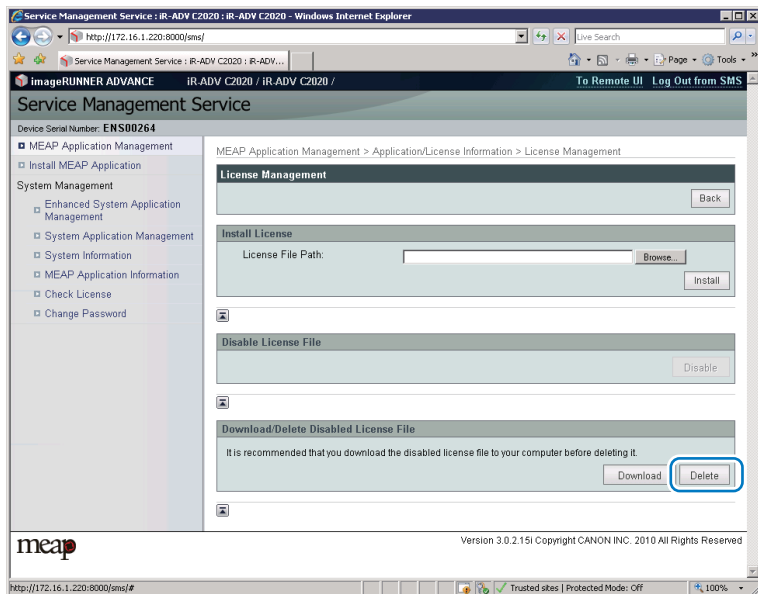 Service Management Service : iR-ADV C2020 : iR-ADV C2020 - Windows Internet Explorer
http://172.16.1.220:8000/sms/
Live Search
Service Management Service : iR-ADV C2020 : iR-ADV...
Page
Tools
imageRUNNER ADVANCE iR-ADV C2020 / iR-ADV C2020 /
To Remote UI Log Out from SMS
Service Management Service
Device Serial Number: ENS00264
MEAP Application Management
Install MEAP Application
System Management
Enhanced System Application
Management
System Application Management
System Information
MEAP Application Information
Check License
Change Password
MEAP Application Management > Application/License Information > License Management
License Management
Back
Install License
License File Path:
Browse...
Install
Disable License File
Disable
Download/Delete Disabled License File
It is recommended that you download the disabled license file to your computer before deleting it.
Download Delete
meap
Version 3.0.2.15i Copyright CANON INC. 2010 All Rights Reserved
http://172.16.1.220:8000/sms/#
Trusted sites | Protected Mode: Off
100%